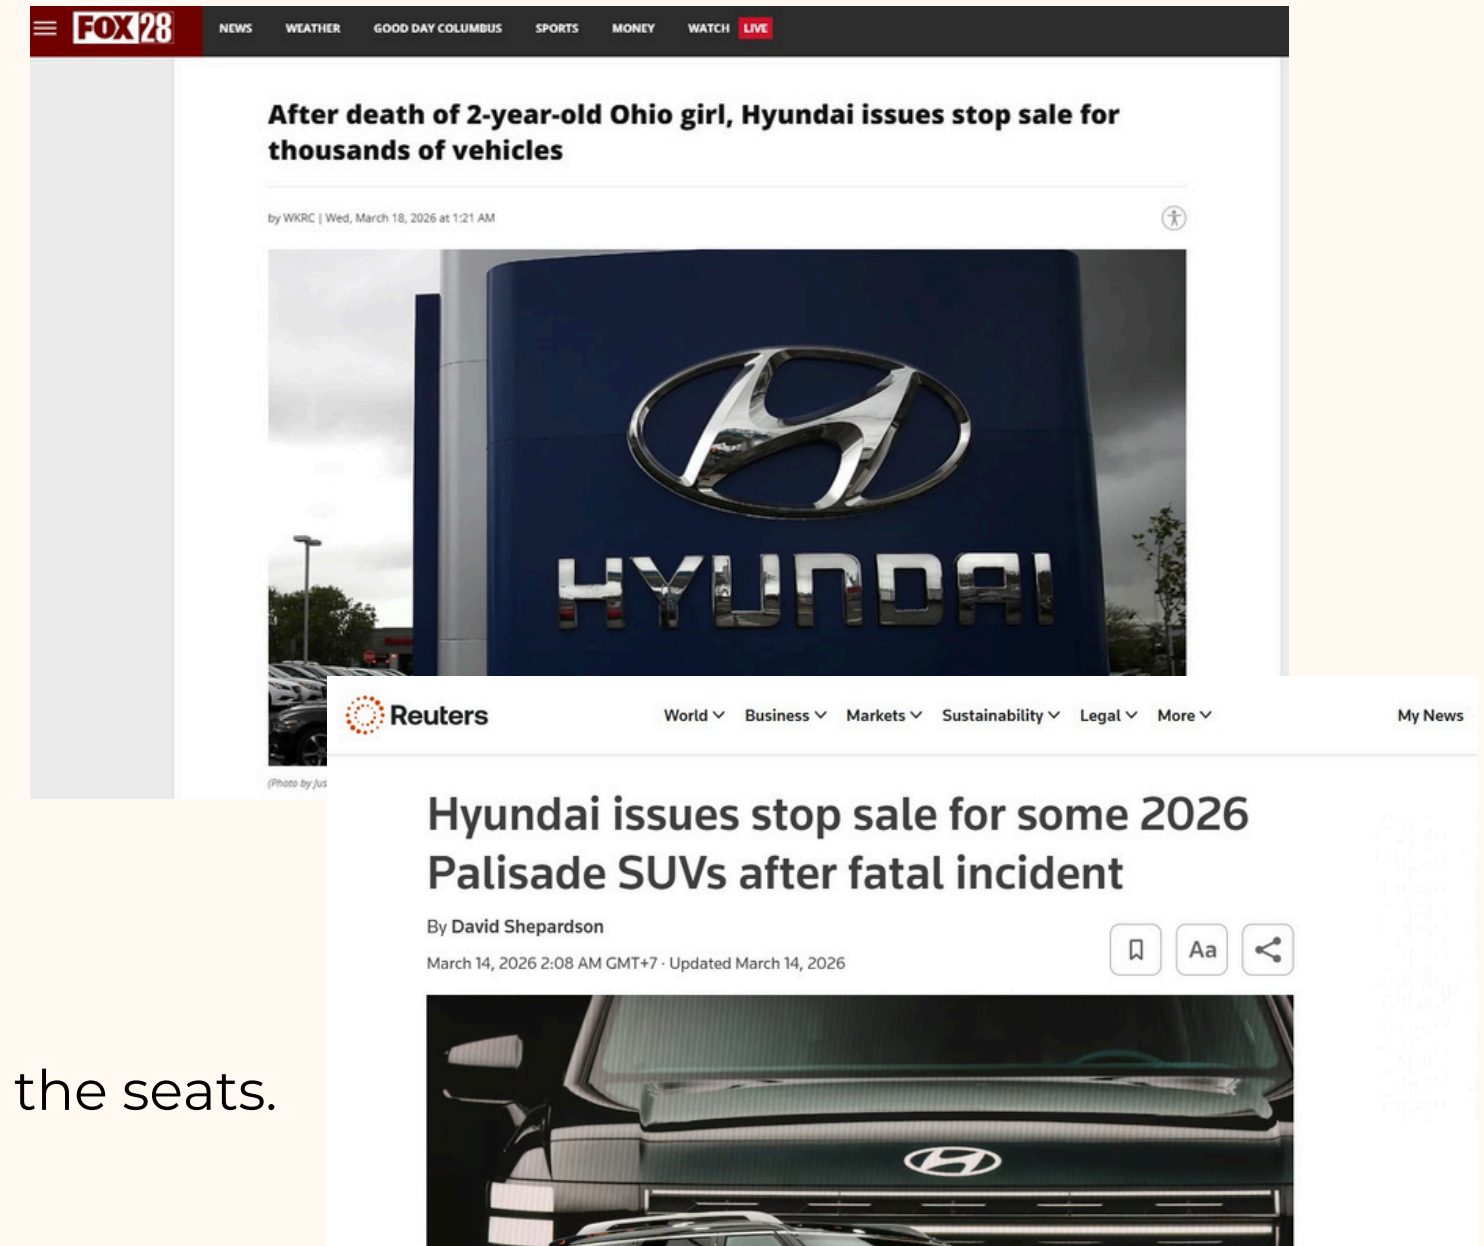 FOX 28
NEWS WEATHER GOOD DAY COLUMBUS SPORTS MONEY WATCH LIVE
After death of 2-year-old Ohio girl, Hyundai issues stop sale for
thousands of vehicles
by WKRC | Wed, March 18, 2026 at 1:21 AM
HYUNDAI
(Photo by Jus
Reuters
World Business Markets Sustainability Legal More My News
Hyundai issues stop sale for some 2026
Palisade SUVs after fatal incident
By David Shepardson
March 14, 2026 2:08 AM GMT+7 · Updated March 14, 2026
Aa
the seats.